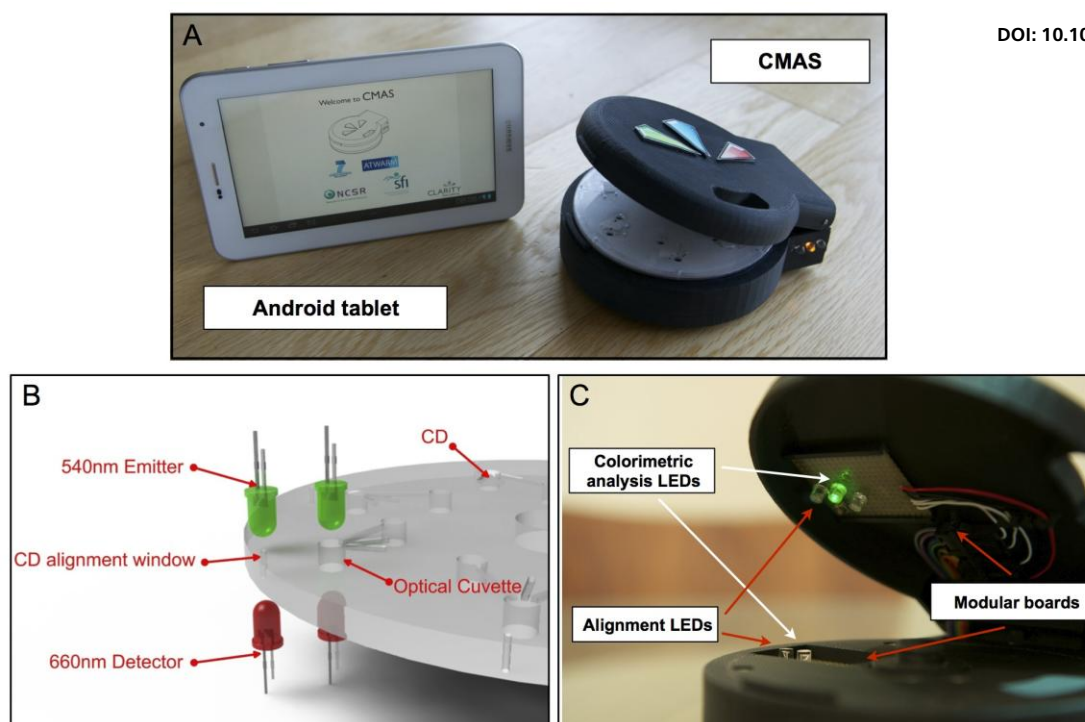 DOI: 10.10
A
CMAS
Welcome to CMAS
ATWARM
NCSR
sfi
CLARITY
SAMSUNG
Android tablet
B
CD
540nm Emitter
CD alignment window
Optical Cuvette
660nm Detector
C
Colorimetric
analysis LEDs
Alignment LEDs
Modular boards